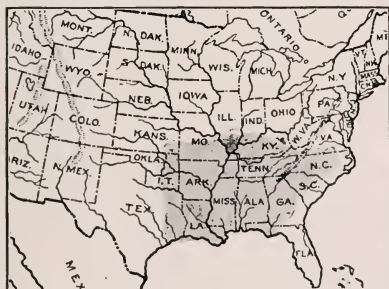 ONTARIO
MONT.
N. DAK.
MINN.
IDAHO
S. DAK.
WIS.
MICH.
N.Y.
VT.
N.H.
MASS
WYO.
NEB.
IOWA
PA.
UTAH
COLO.
ILL.
IND.
OHIO
W.VA.
VA.
KANS.
MO.
KY.
ARIZ.
N. MEX.
OKLA.
I.T.
ARK.
TENN.
N.C.
S.C.
TEX.
LA.
MISS
ALA
GA.
FLA.
MEX